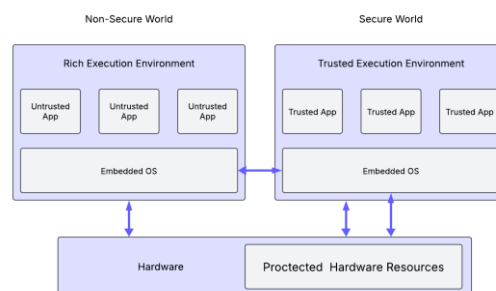 Non-Secure World
Secure World
Rich Execution Environment
Trusted Execution Environment
Untrusted
App
Untrusted
App
Untrusted
App
Trusted App
Trusted App
Trusted App
Embedded OS
Embedded OS
Hardware
Proctected Hardware Resources